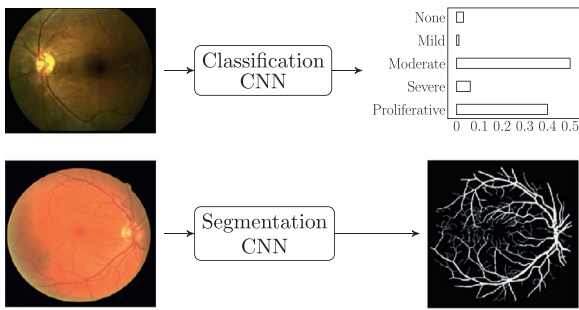 Classification
CNN
None
Mild
Moderate
Severe
Proliferative
0 0.1 0.2 0.3 0.4 0.5
Segmentation
CNN